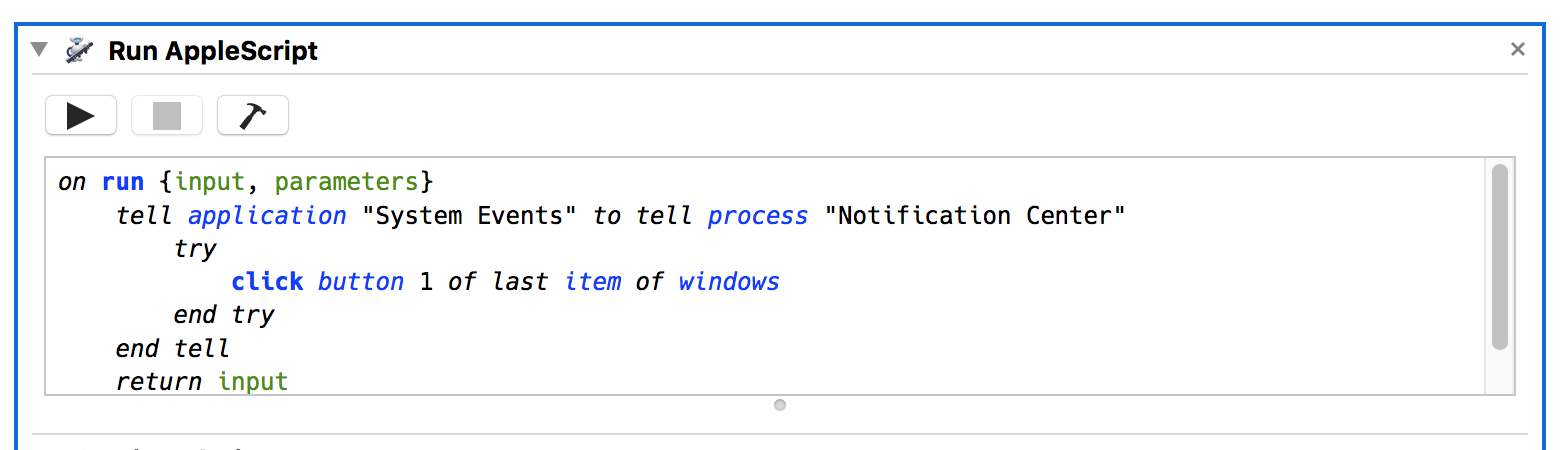 Run AppleScript
on run {input, parameters}
tell application "System Events" to tell process "Notification Center"
try
click button 1 of last item of windows
end try
end tell
return input